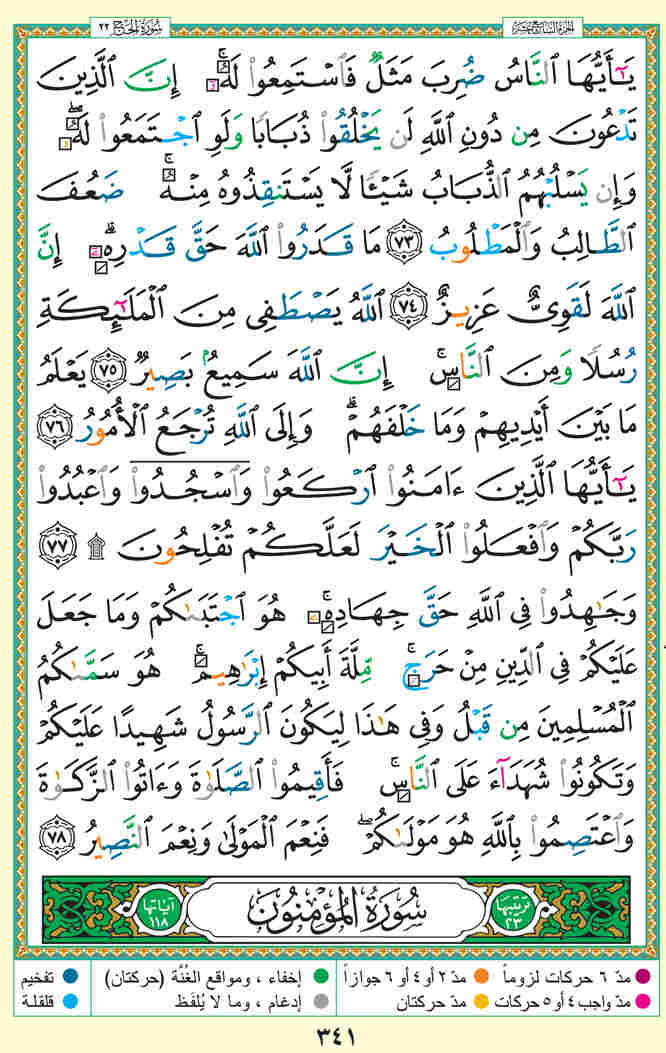 الجزء السابع عشر
سورة الحج ٢٢
يَـٰٓأَيُّهَا ٱلنَّاسُ ضُرِبَ مَثَلٌ فَٱسْتَمِعُوا۟ لَهُۥٓ ۚ إِنَّ ٱلَّذِينَ
تَدْعُونَ مِن دُونِ ٱللَّهِ لَن يَخْلُقُوا۟ ذُبَابًا وَلَوِ ٱجْتَمَعُوا۟ لَهُۥ ۖ
وَإِن يَسْلُبْهُمُ ٱلذُّبَابُ شَيْـًٔا لَّا يَسْتَنقِذُوهُ مِنْهُ ۚ ضَعُفَ
ٱلطَّالِبُ وَٱلْمَطْلُوبُ ٧٣ مَا قَدَرُوا۟ ٱللَّهَ حَقَّ قَدْرِهِۦٓ ۗ إِنَّ
ٱللَّهَ لَقَوِىٌّ عَزِيزٌ ٧٤ ٱللَّهُ يَصْطَفِى مِنَ ٱلْمَلَـٰٓئِكَةِ
رُسُلًا وَمِنَ ٱلنَّاسِ ۚ إِنَّ ٱللَّهَ سَمِيعٌۢ بَصِيرٌ ٧٥ يَعْلَمُ
مَا بَيْنَ أَيْدِيهِمْ وَمَا خَلْفَهُمْ ۗ وَإِلَى ٱللَّهِ تُرْجَعُ ٱلْأُمُورُ ٧٦
يَـٰٓأَيُّهَا ٱلَّذِينَ ءَامَنُوا۟ ٱرْكَعُوا۟ وَٱسْجُدُوا۟ وَٱعْبُدُوا۟
رَبَّكُمْ وَٱفْعَلُوا۟ ٱلْخَيْرَ لَعَلَّكُمْ تُفْلِحُونَ ۩ ٧٧
وَجَـٰهِدُوا۟ فِى ٱللَّهِ حَقَّ جِهَادِهِۦ ۚ هُوَ ٱجْتَبَىٰكُمْ وَمَا جَعَلَ
عَلَيْكُمْ فِى ٱلدِّينِ مِنْ حَرَجٍ ۚ مِّلَّةَ أَبِيكُمْ إِبْرَٰهِيمَ ۚ هُوَ سَمَّىٰكُمُ
ٱلْمُسْلِمِينَ مِن قَبْلُ وَفِى هَـٰذَا لِيَكُونَ ٱلرَّسُولُ شَهِيدًا عَلَيْكُمْ
وَتَكُونُوا۟ شُهَدَآءَ عَلَى ٱلنَّاسِ ۚ فَأَقِيمُوا۟ ٱلصَّلَوٰةَ وَءَاتُوا۟ ٱلزَّكَوٰةَ
وَٱعْتَصِمُوا۟ بِٱللَّهِ هُوَ مَوْلَىٰكُمْ ۖ فَنِعْمَ ٱلْمَوْلَىٰ وَنِعْمَ ٱلنَّصِيرُ ٧٨
ترتيبها ٢٣ سُورَةُ المُؤْمِنُونَ آياتها ١١٨
مدّ ٦ حركات لزوماً مدّ ٢ أو ٤ أو ٦ جوازاً إخفاء ، ومواقع الغُنَّة (حركتان) تفخيم
مدّ واجب ٤ أو ٥ حركات مدّ حركتان إدغام ، وما لا يُلفَظ قلقلة
٣٤١